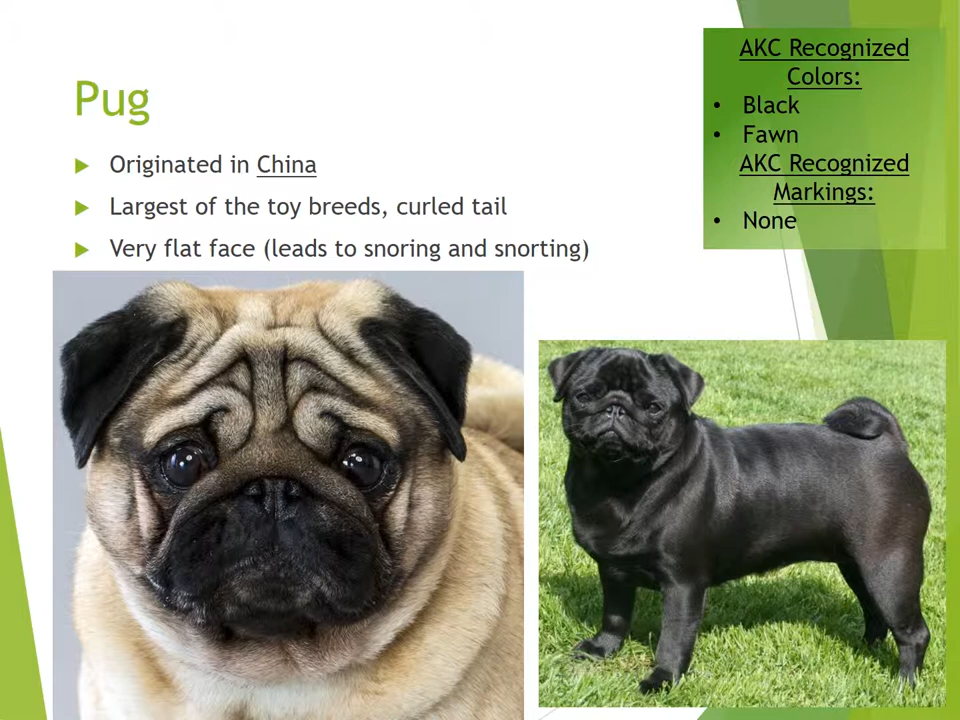 Pug
► Originated in China
► Largest of the toy breeds, curled tail
► Very flat face (leads to snoring and snorting)
AKC Recognized
Colors:
• Black
• Fawn
AKC Recognized
Markings:
• None